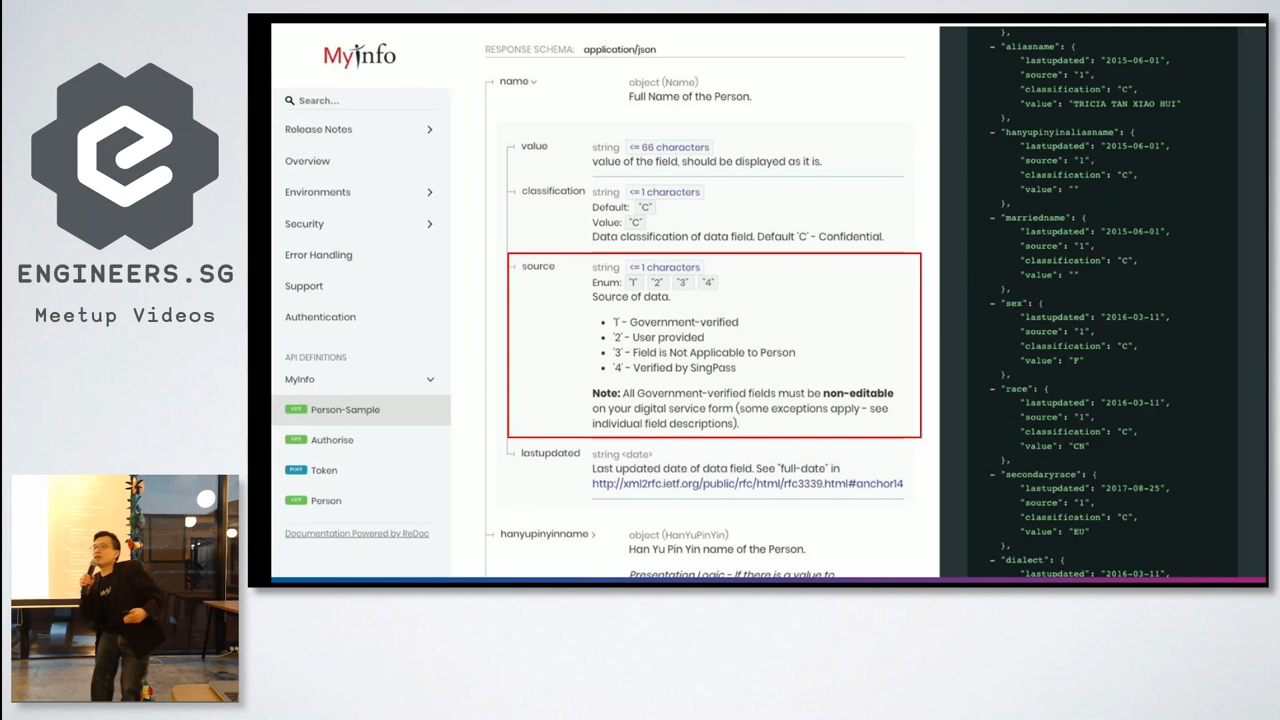 ENGINEERS.SG
Meetup Videos
MyInfo
Search...
Release Notes
Overview
Environments
Security
Error Handling
Support
Authentication
API DEFINITIONS
MyInfo
GET Person-Sample
GET Authorise
POST Token
GET Person
Documentation Powered by ReDoc
RESPONSE SCHEMA: application/json
name
object (Name)
Full Name of the Person.
value
string <= 66 characters
value of the field, should be displayed as it is.
classification
string <= 1 characters
Default: "C"
Value: "C"
Data classification of data field. Default 'C' - Confidential.
source
string <= 1 characters
Enum: "1" "2" "3" "4"
Source of data.
• '1' - Government-verified
• '2' - User provided
• '3' - Field is Not Applicable to Person
• '4' - Verified by SingPass
Note: All Government-verified fields must be non-editable
on your digital service form (some exceptions apply - see
individual field descriptions).
lastupdated
string <date>
Last updated date of data field. See "full-date" in
http://xml2rfc.ietf.org/public/rfc/html/rfc3339.html#anchor14
hanyupinyinname
object (HanYuPinYin)
Han Yu Pin Yin name of the Person.
Presentation Logic - If there is a value to
},
- "aliasname": {
"lastupdated": "2015-06-01",
"source": "1",
"classification": "C",
"value": "TRICIA TAN XIAO HUI"
},
- "hanyupinyinaliasname": {
"lastupdated": "2015-06-01",
"source": "1",
"classification": "C",
"value": ""
},
- "marriedname": {
"lastupdated": "2015-06-01",
"source": "1",
"classification": "C",
"value": ""
},
- "sex": {
"lastupdated": "2016-03-11",
"source": "1",
"classification": "C",
"value": "F"
},
- "race": {
"lastupdated": "2016-03-11",
"source": "1",
"classification": "C",
"value": "CN"
},
- "secondaryrace": {
"lastupdated": "2017-08-25",
"source": "1",
"classification": "C",
"value": "EU"
},
- "dialect": {
"lastupdated": "2016-03-11",